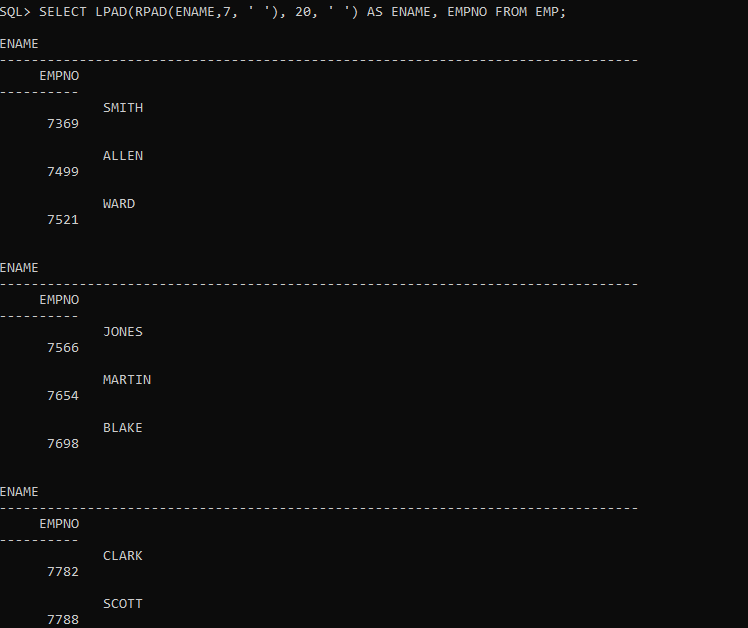 SQL> SELECT LPAD(RPAD(ENAME,7, ' '), 20, ' ') AS ENAME, EMPNO FROM EMP;
ENAME
--------------------------------------------------------------------------------
EMPNO
----------
SMITH
7369
ALLEN
7499
WARD
7521
ENAME
--------------------------------------------------------------------------------
EMPNO
----------
JONES
7566
MARTIN
7654
BLAKE
7698
ENAME
--------------------------------------------------------------------------------
EMPNO
----------
CLARK
7782
SCOTT
7788